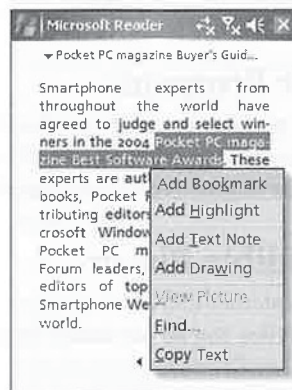 Microsoft Reader
Pocket PC magazine Buyer's Guid...
Smartphone experts from
throughout the world have
agreed to judge and select win-
ners in the 2004 Pocket PC maga-
zine Best Software Awards. These
experts are
books, Pocket
tributing editors
crosoft Window
Pocket PC m
Forum leaders,
editors of top
Smartphone We
world.
Add Bookmark
Add Highlight
Add Text Note
Add Drawing
View Picture
Find...
Copy Text